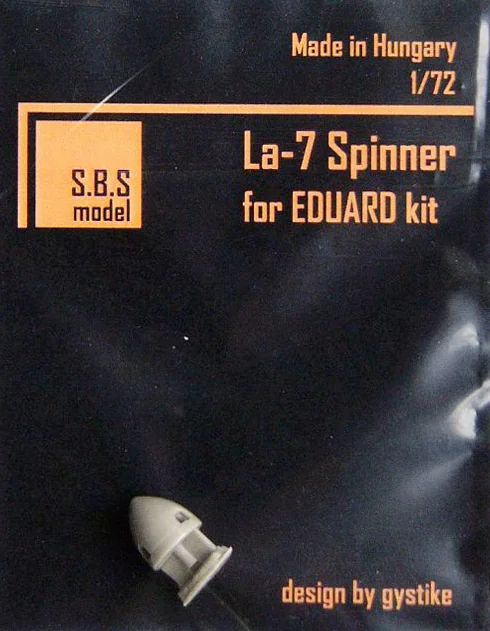 Made in Hungary
1/72
S.B.S
model
La-7 Spinner
for EDUARD kit
design by gystike